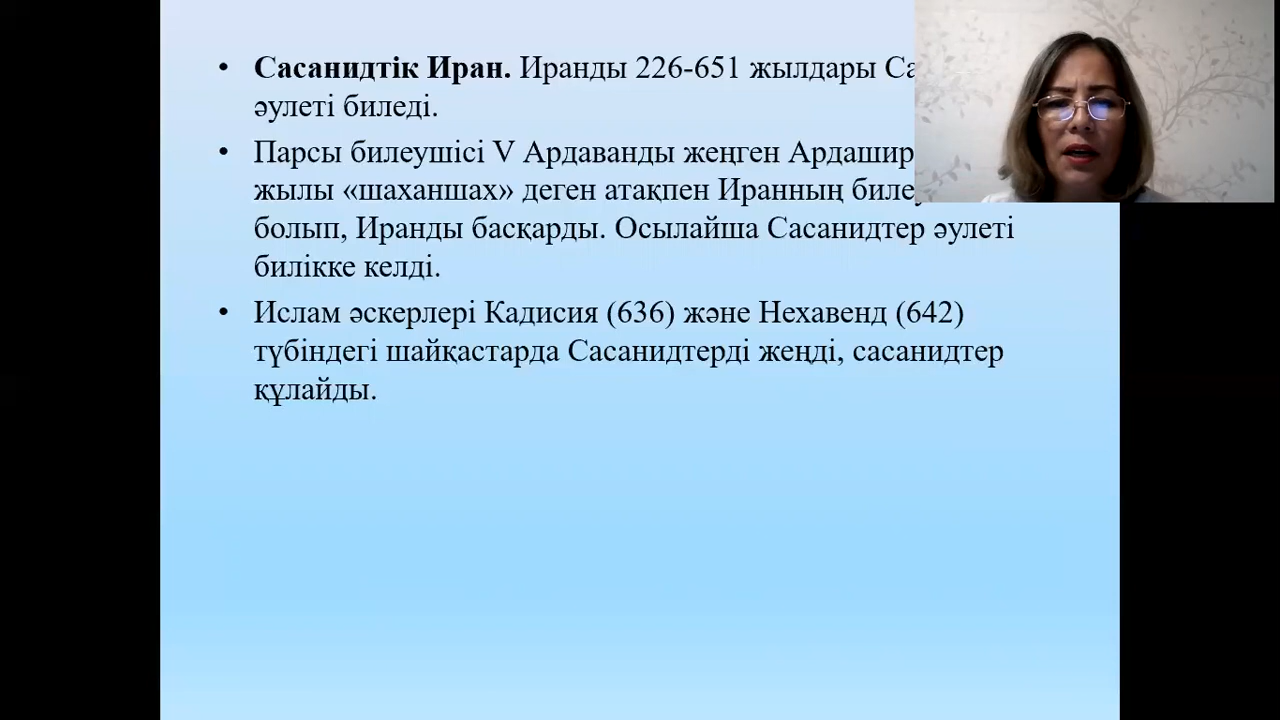 Сасанидтік Иран. Иранды 226-651 жылдары
әулеті биледі.
Парсы билеушісі V Ардаванды жеңген Ардашир
жылы «шаханшах» деген атақпен Иранның
болып, Иранды басқарды. Осылайша Сасанидтер әулеті
билікке келді.
Ислам әскерлері Кадисия (636) және Нехавенд (642)
түбіндегі шайқастарда Сасанидтерді жеңді, сасанидтер
құлайды.